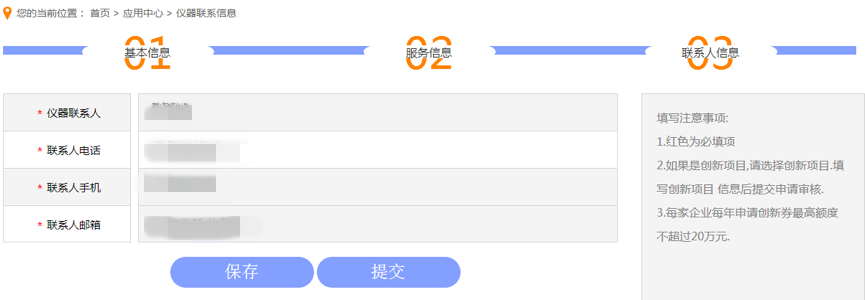 您的当前位置： 首页 > 应用中心 > 仪器联系信息
01 基本信息
02 服务信息
03 联系人信息
* 仪器联系人
* 联系人电话
* 联系人手机
* 联系人邮箱
保存 提交
填写注意事项:
1.红色为必填项
2.如果是创新项目,请选择创新项目.填
写创新项目 信息后提交申请审核.
3.每家企业每年申请创新券最高额度
不超过20万元.